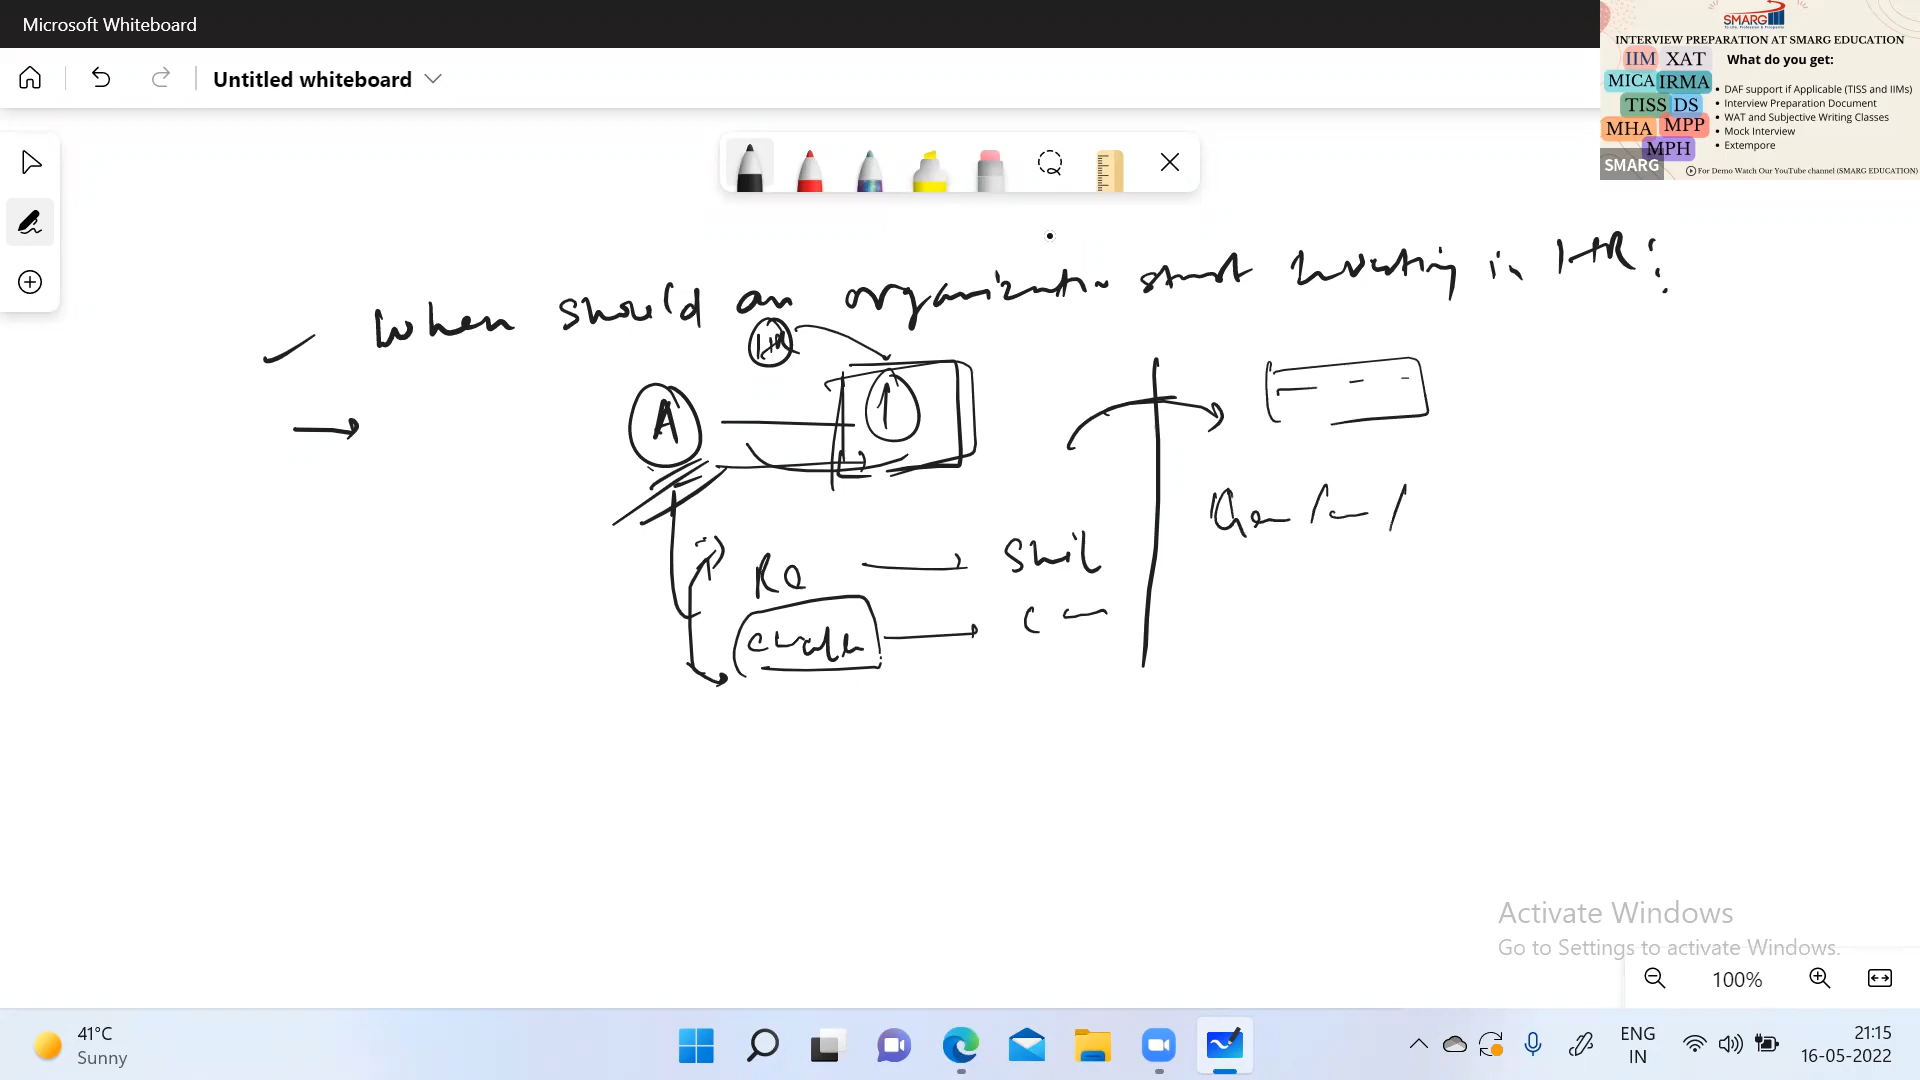 Microsoft Whiteboard
Untitled whiteboard
SMARG
INTERVIEW PREPARATION AT SMARG EDUCATION
IIM XAT
MICA IRMA
TISS DS
MHA MPP
MPH
SMARG
What do you get:
• DAF support if Applicable (TISS and IIMs)
• Interview Preparation Document
• WAT and Subjective Writing Classes
• Mock Interview
• Extempore
For Demo Watch Our YouTube channel (SMARG EDUCATION)
When should an organization start Investing in HR?
HR
A 1
Activate Windows
Go to Settings to activate Windows.
100%
41°C
Sunny
ENG
IN
21:15
16-05-2022